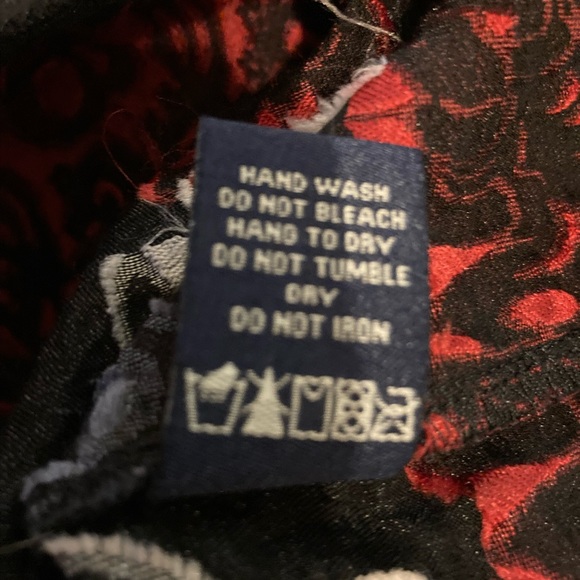 HAND WASH
DO NOT BLEACH
HANG TO DRY
DO NOT TUMBLE
DRY
DO NOT IRON